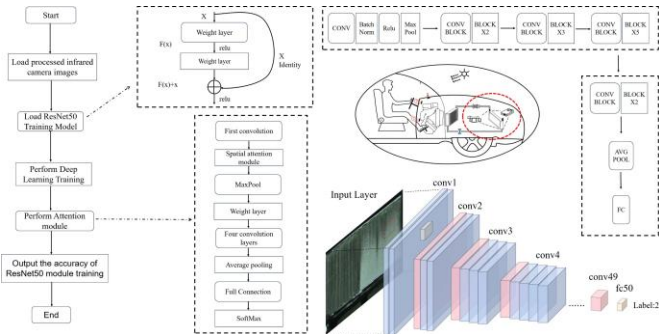 Start
Load processed infrared
camera images
Load ResNet50
Training Model
Perform Deep
Learning Training
Perform Attention
module
Output the accuracy of
ResNet50 module training
End
X
Weight layer
F(x)
relu
Weight layer
X
Identity
F(x)+x
relu
First convolution
Spatial attention
module
MaxPool
Weight layer
Four convolution
layers
Average pooling
Full Connection
SoftMax
CONV
Batch
Norm
Relu
Max
Pool
CONV
BLOCK
BLOCK
X2
CONV
BLOCK
BLOCK
X3
CONV
BLOCK
BLOCK
X5
CONV
BLOCK
BLOCK
X2
AVG
POOL
FC
Input Layer
conv1
conv2
conv3
conv4
conv49
fc50
Label:2